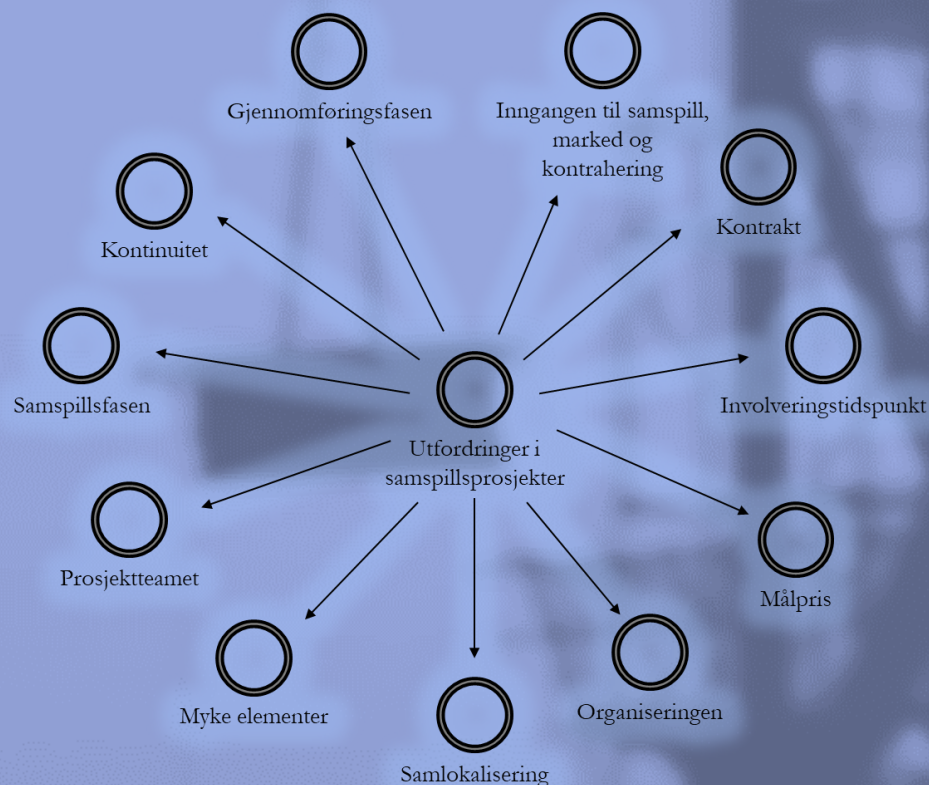 Gjennomføringsfasen
Inngangen til samspill,
marked og
kontrahering
Kontinuitet
Kontrakt
Samspillsfasen
Involveringstidspunkt
Utfordringer i
samspillsprosjekter
Prosjektteamet
Målpris
Myke elementer
Organiseringen
Samlokalisering